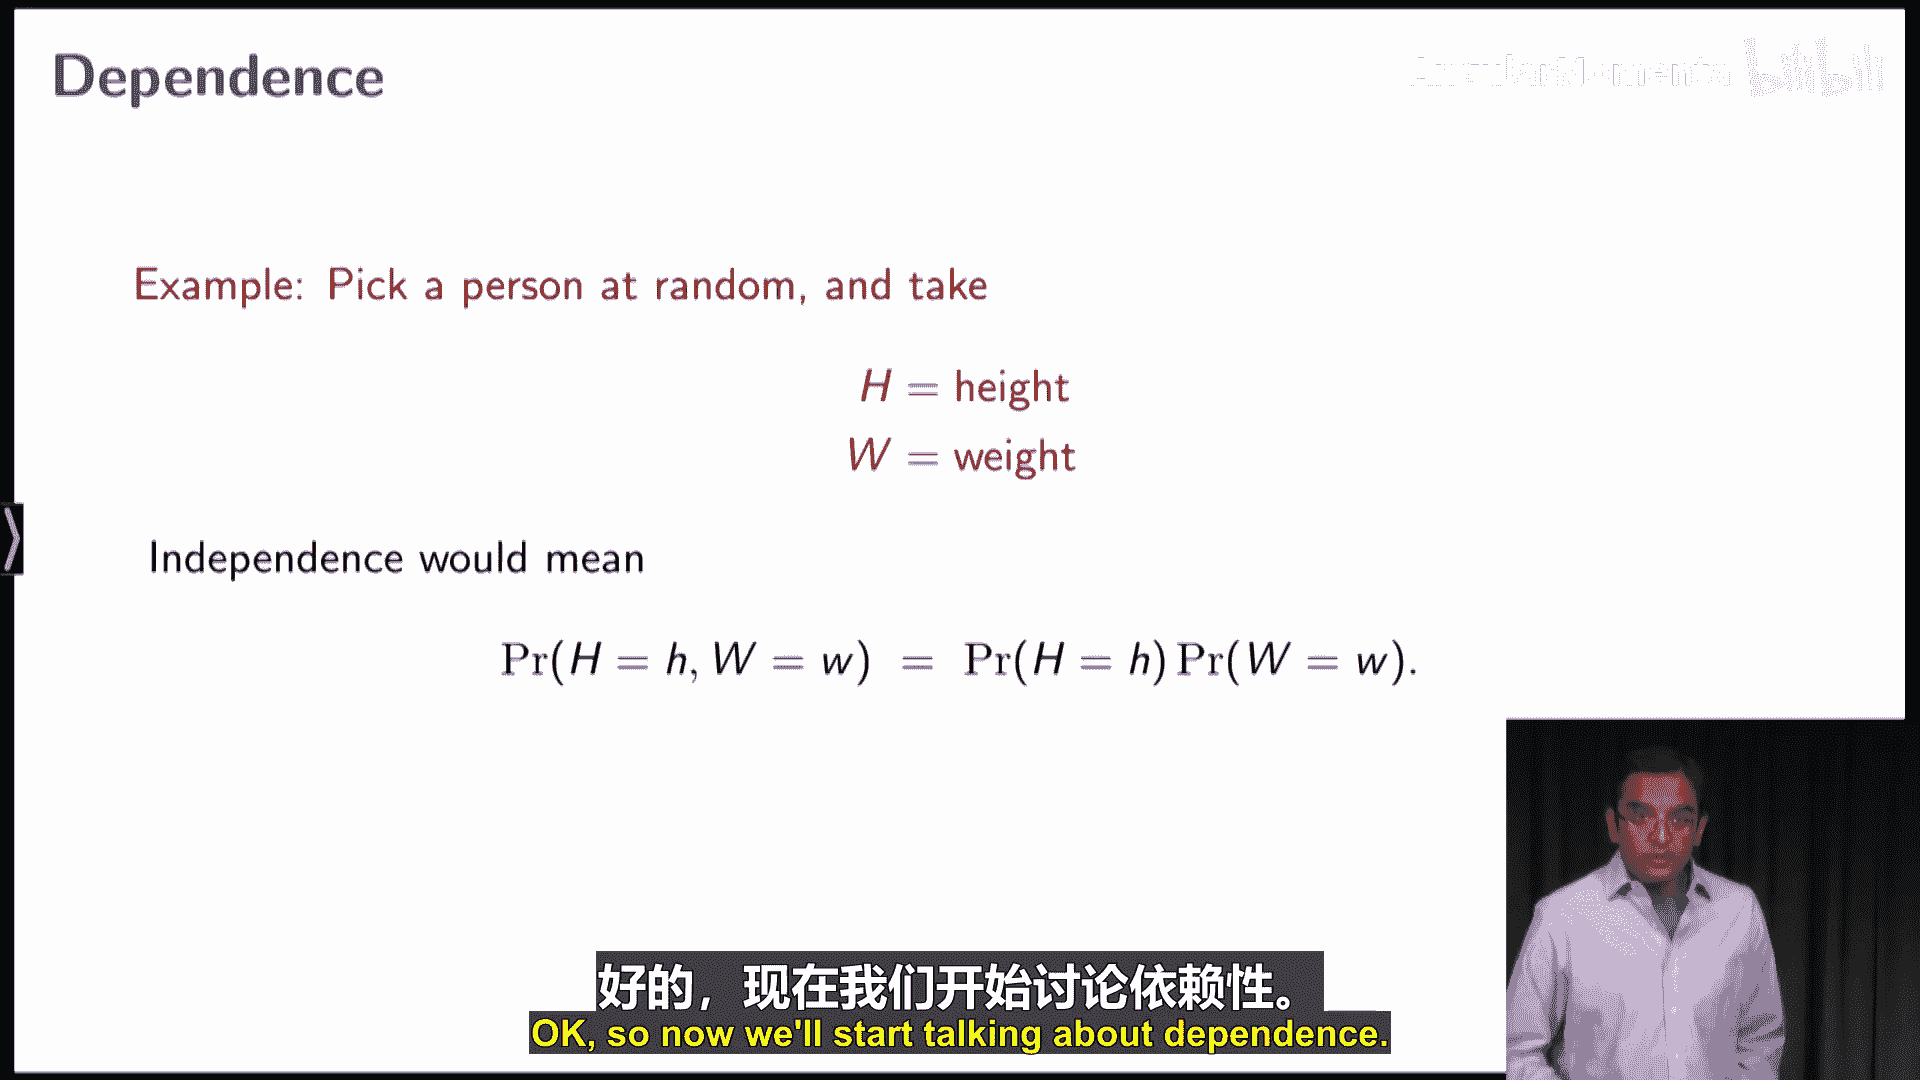 Dependence
bilibili
Example: Pick a person at random, and take
H = height
W = weight
Independence would mean
Pr(H = h, W = w) = Pr(H = h) Pr(W = w).
好的，现在我们开始讨论依赖性。
OK, so now we'll start talking about dependence.